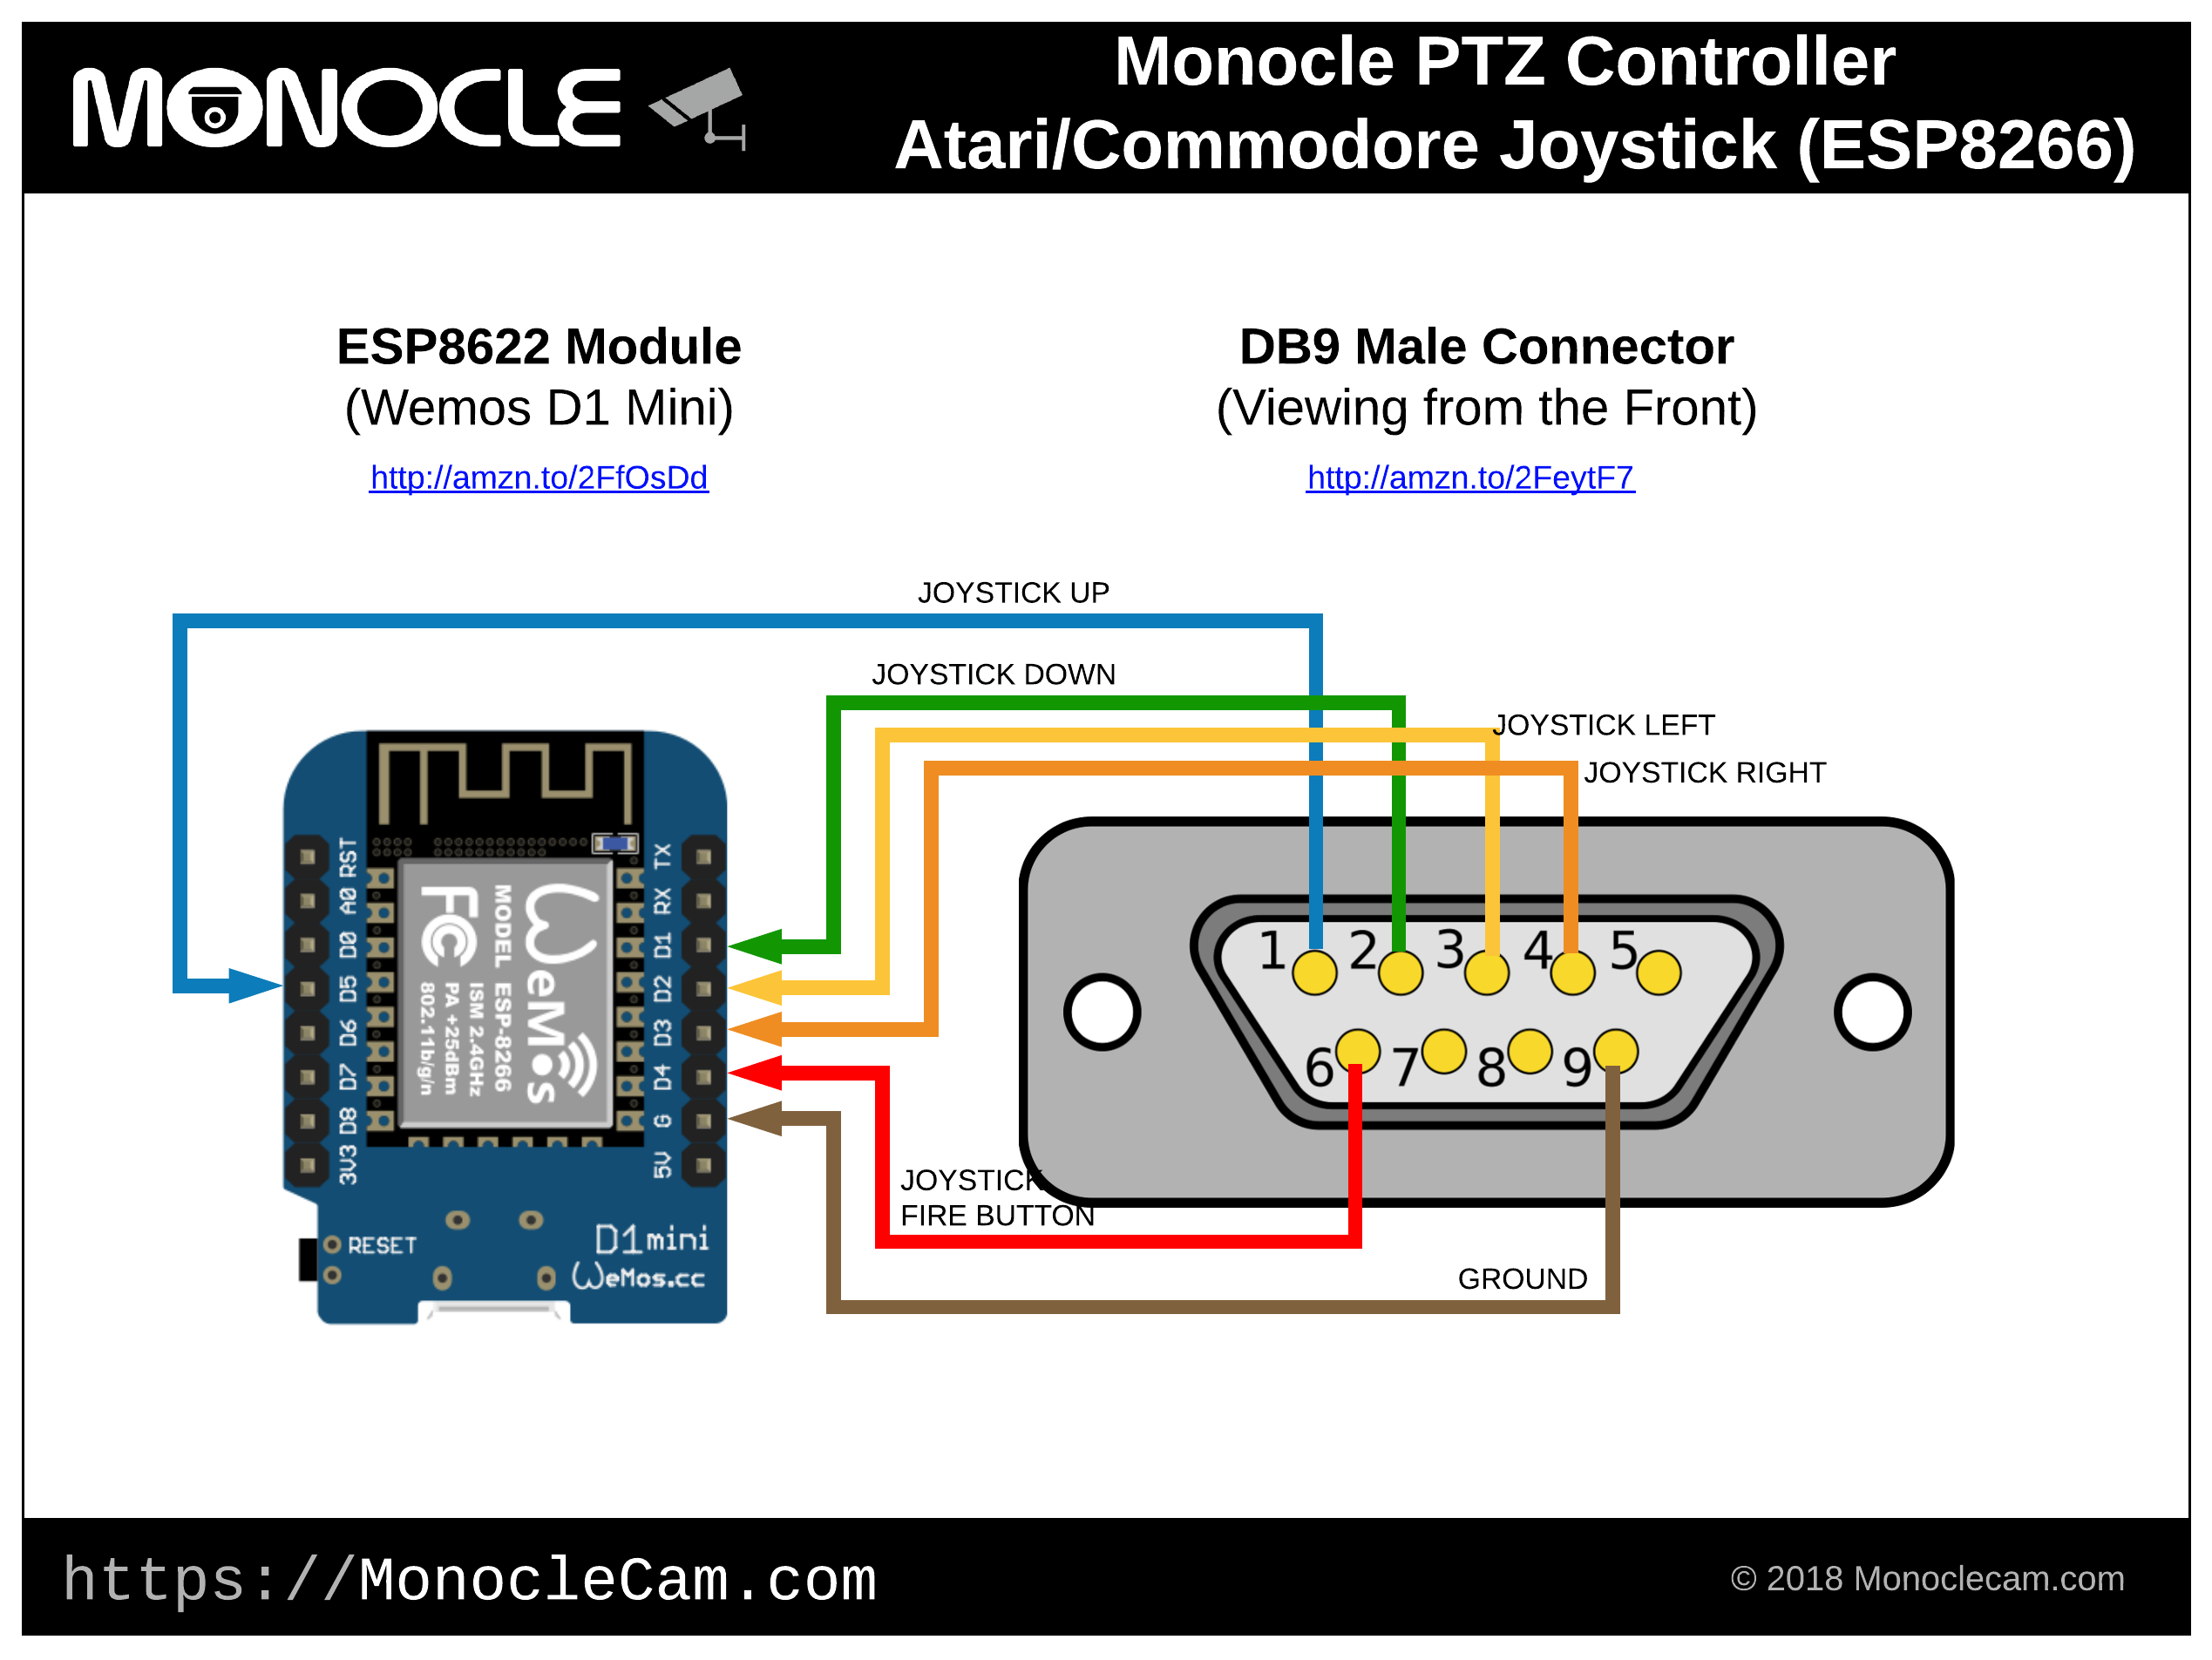 MONOCLE
Monocle PTZ Controller
Atari/Commodore Joystick (ESP8266)
ESP8622 Module
(Wemos D1 Mini)
http://amzn.to/2FfOsDd
DB9 Male Connector
(Viewing from the Front)
http://amzn.to/2FeytF7
JOYSTICK UP
JOYSTICK DOWN
JOYSTICK LEFT
JOYSTICK RIGHT
RST
A0
D0
D5
D6
D7
D8
3V3
TX
RX
D1
D2
D3
D4
G
5V
WeMos
MODEL ESP-8266
ISM 2.4GHz
PA +25dBm
802.11b/g/n
FC
RESET
D1 mini
WeMos.cc
1 2 3 4 5
6 7 8 9
JOYSTICK
FIRE BUTTON
GROUND
https://MonocleCam.com
© 2018 Monoclecam.com